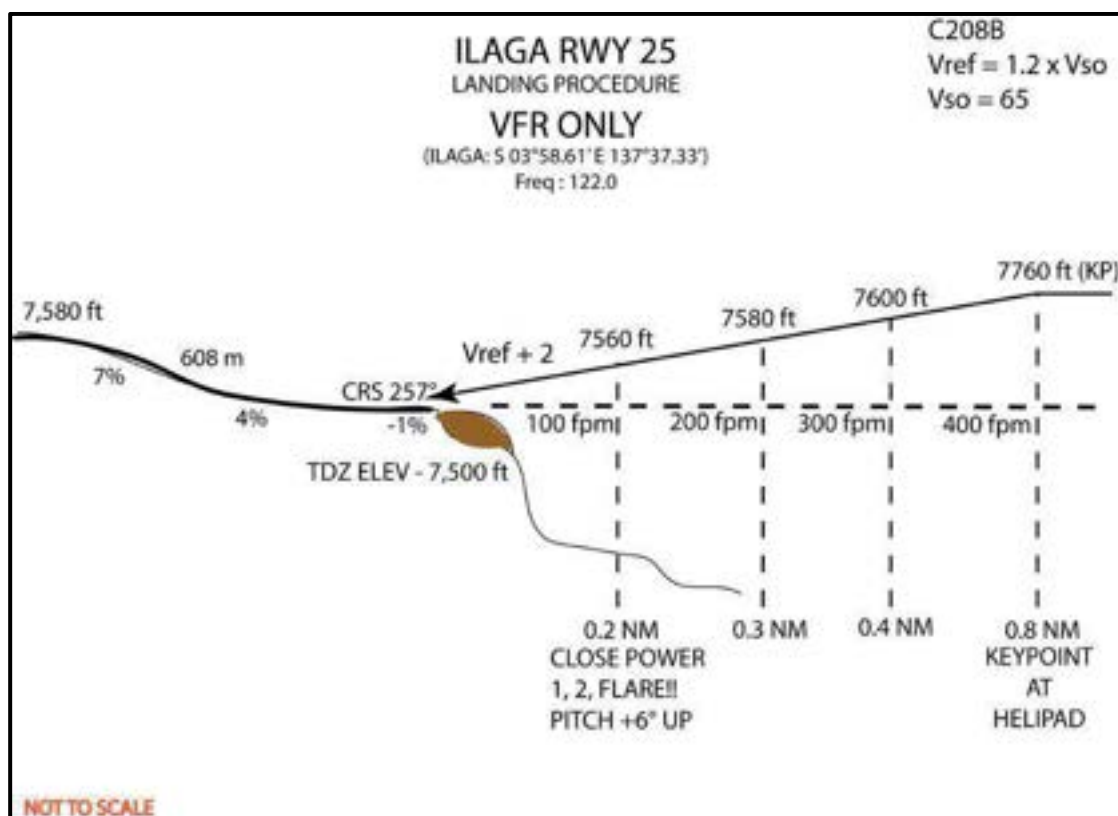 ILAGA RWY 25
LANDING PROCEDURE
VFR ONLY
(ILAGA: S 03°58.61' E 137°37.33')
Freq : 122.0
C208B
Vref = 1.2 x Vso
Vso = 65
7760 ft (KP)
7600 ft
7580 ft
7560 ft
Vref + 2
7,580 ft
608 m
7%
CRS 257°
4%
-1%
100 fpm
200 fpm
300 fpm
400 fpm
TDZ ELEV - 7,500 ft
0.2 NM
CLOSE POWER
1, 2, FLARE!!
PITCH +6° UP
0.3 NM
0.4 NM
0.8 NM
KEYPOINT
AT
HELIPAD
NOT TO SCALE